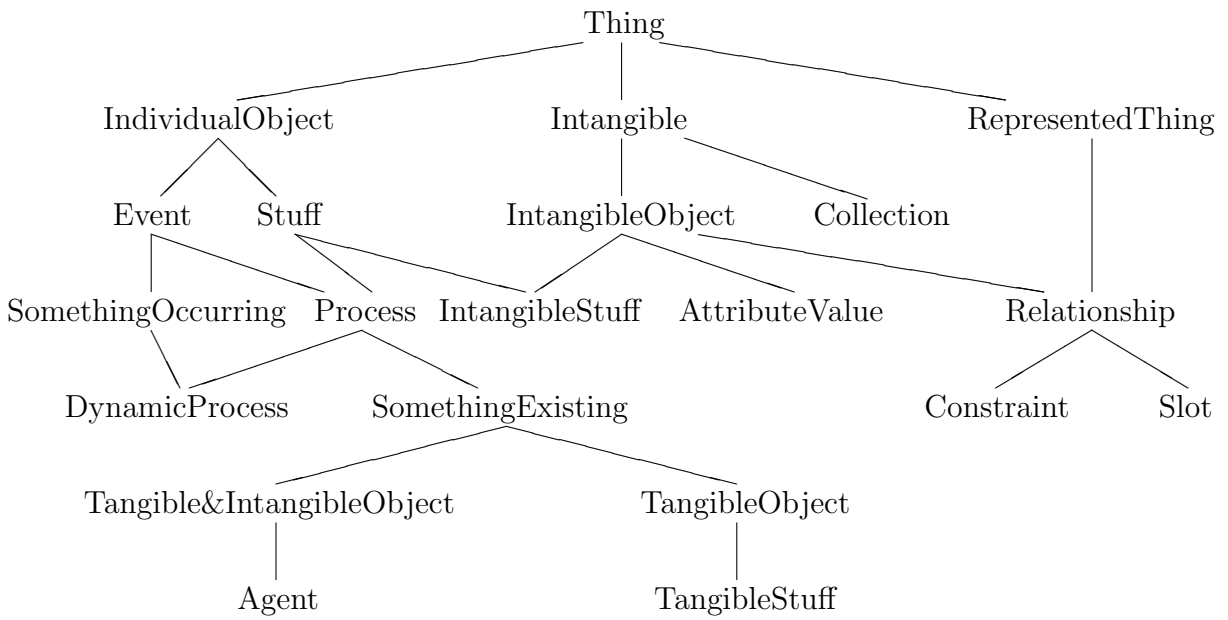 Thing
IndividualObject Intangible RepresentedThing
Event Stuff IntangibleObject Collection
SomethingOccurring Process IntangibleStuff AttributeValue Relationship
DynamicProcess SomethingExisting Constraint Slot
Tangible&IntangibleObject TangibleObject
Agent TangibleStuff